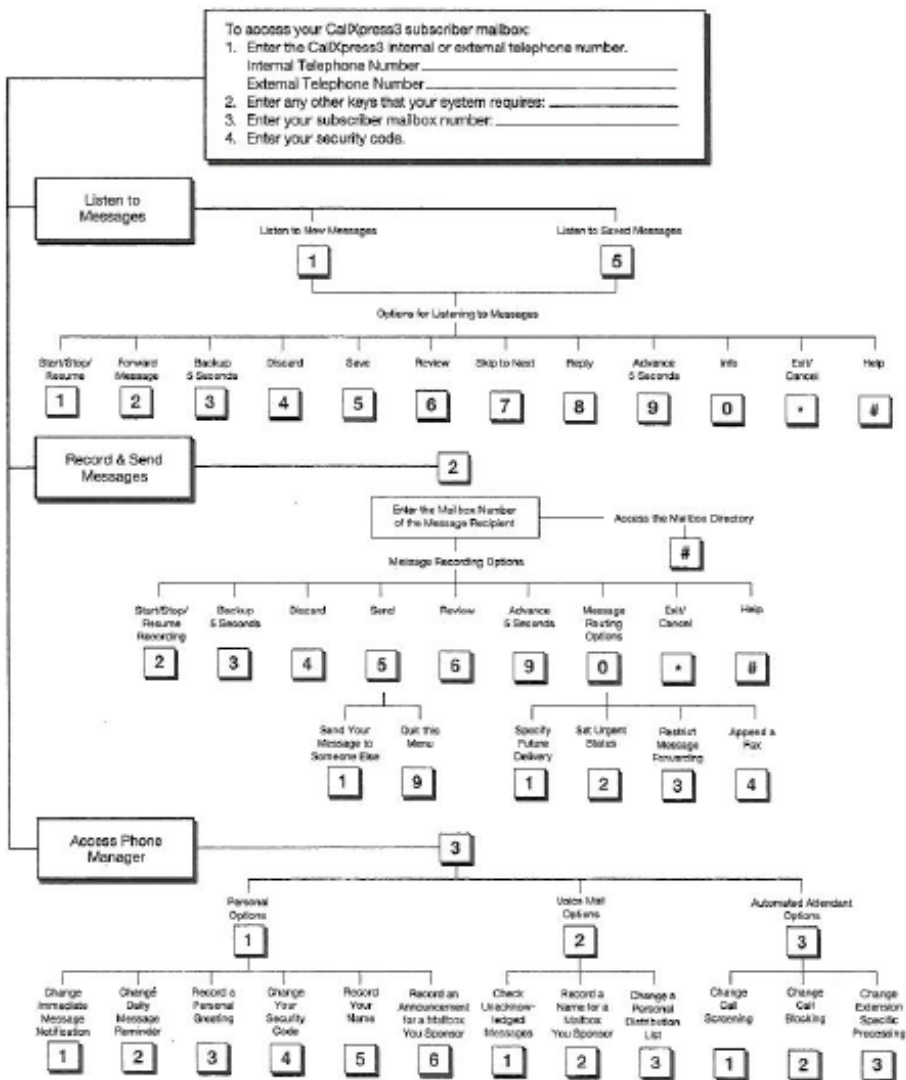 To access your CallXpress3 subscriber mailbox:
1. Enter the CallXpress3 internal or external telephone number.
Internal Telephone Number
External Telephone Number
2. Enter any other keys that your system requires:
3. Enter your subscriber mailbox number:
4. Enter your security code.
Listen to
Messages
Listen to New Messages
1
Listen to Saved Messages
5
Options for Listening to Messages
Start/Stop/
Resume
1
Forward
Message
2
Backup
5 Seconds
3
Discard
4
Save
5
Review
6
Skip to Next
7
Reply
8
Advance
5 Seconds
9
Info
0
Exit/
Cancel
*
Help
#
Record & Send
Messages
2
Enter the Mailbox Number
of the Message Recipient
Access the Mailbox Directory
#
Message Recording Options
Start/Stop/
Resume
Recording
2
Backup
5 Seconds
3
Discard
4
Send
5
Review
6
Advance
5 Seconds
9
Message
Routing
Options
0
Exit/
Cancel
*
Help
#
Send Your
Message to
Someone Else
1
Quit this
Menu
9
Specify
Future
Delivery
1
Set Urgent
Status
2
Restrict
Message
Forwarding
3
Append a
Fax
4
Access Phone
Manager
3
Personal
Options
1
Voice Mail
Options
2
Automated Attendant
Options
3
Change
Immediate
Message
Notification
1
Change
Daily
Message
Reminder
2
Record a
Personal
Greeting
3
Change
Your
Security
Code
4
Record
Your
Name
5
Record an
Announcement
for a Mailbox
You Sponsor
6
Check
Unacknow-
ledged
Messages
1
Record a
Name for a
Mailbox
You Sponsor
2
Change a
Personal
Distribution
List
3
Change
Call
Screening
1
Change
Call
Blocking
2
Change
Extension
Specific
Processing
3